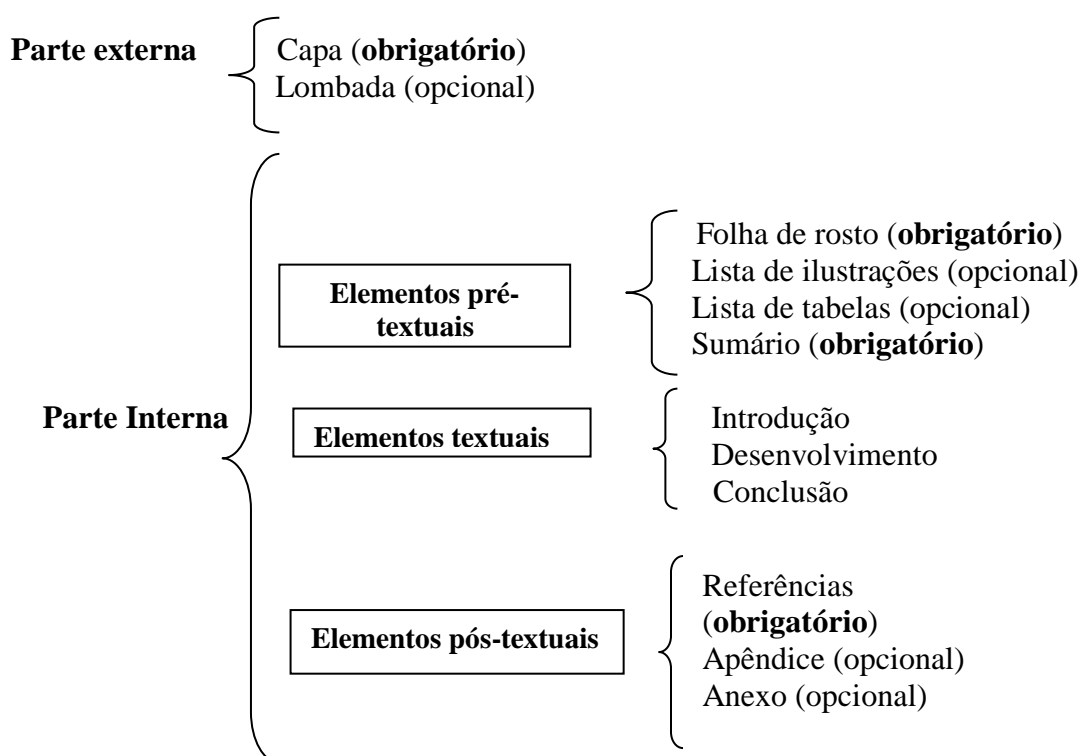 Parte externa
Capa (obrigatório)
Lombada (opcional)
Parte Interna
Elementos pré-
textuais
Folha de rosto (obrigatório)
Lista de ilustrações (opcional)
Lista de tabelas (opcional)
Sumário (obrigatório)
Elementos textuais
Introdução
Desenvolvimento
Conclusão
Elementos pós-textuais
Referências
(obrigatório)
Apêndice (opcional)
Anexo (opcional)